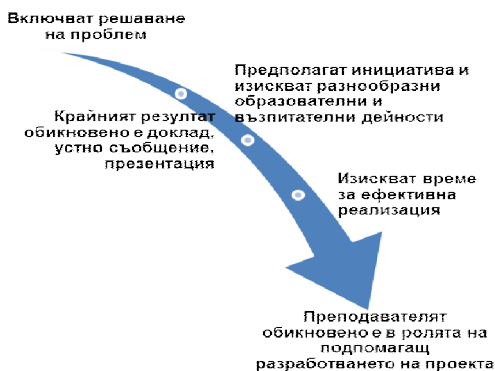 Включват решаване
на проблем
Предполагат инициатива и
изискват разнообразни
образователни и
възпитателни дейности
Крайният резултат
обикновено е доклад,
устно съобщение,
презентация
Изискват време
за ефективна
реализация
Преподавателят
обикновено е в ролята на
подпомагащ
разработването на проекта